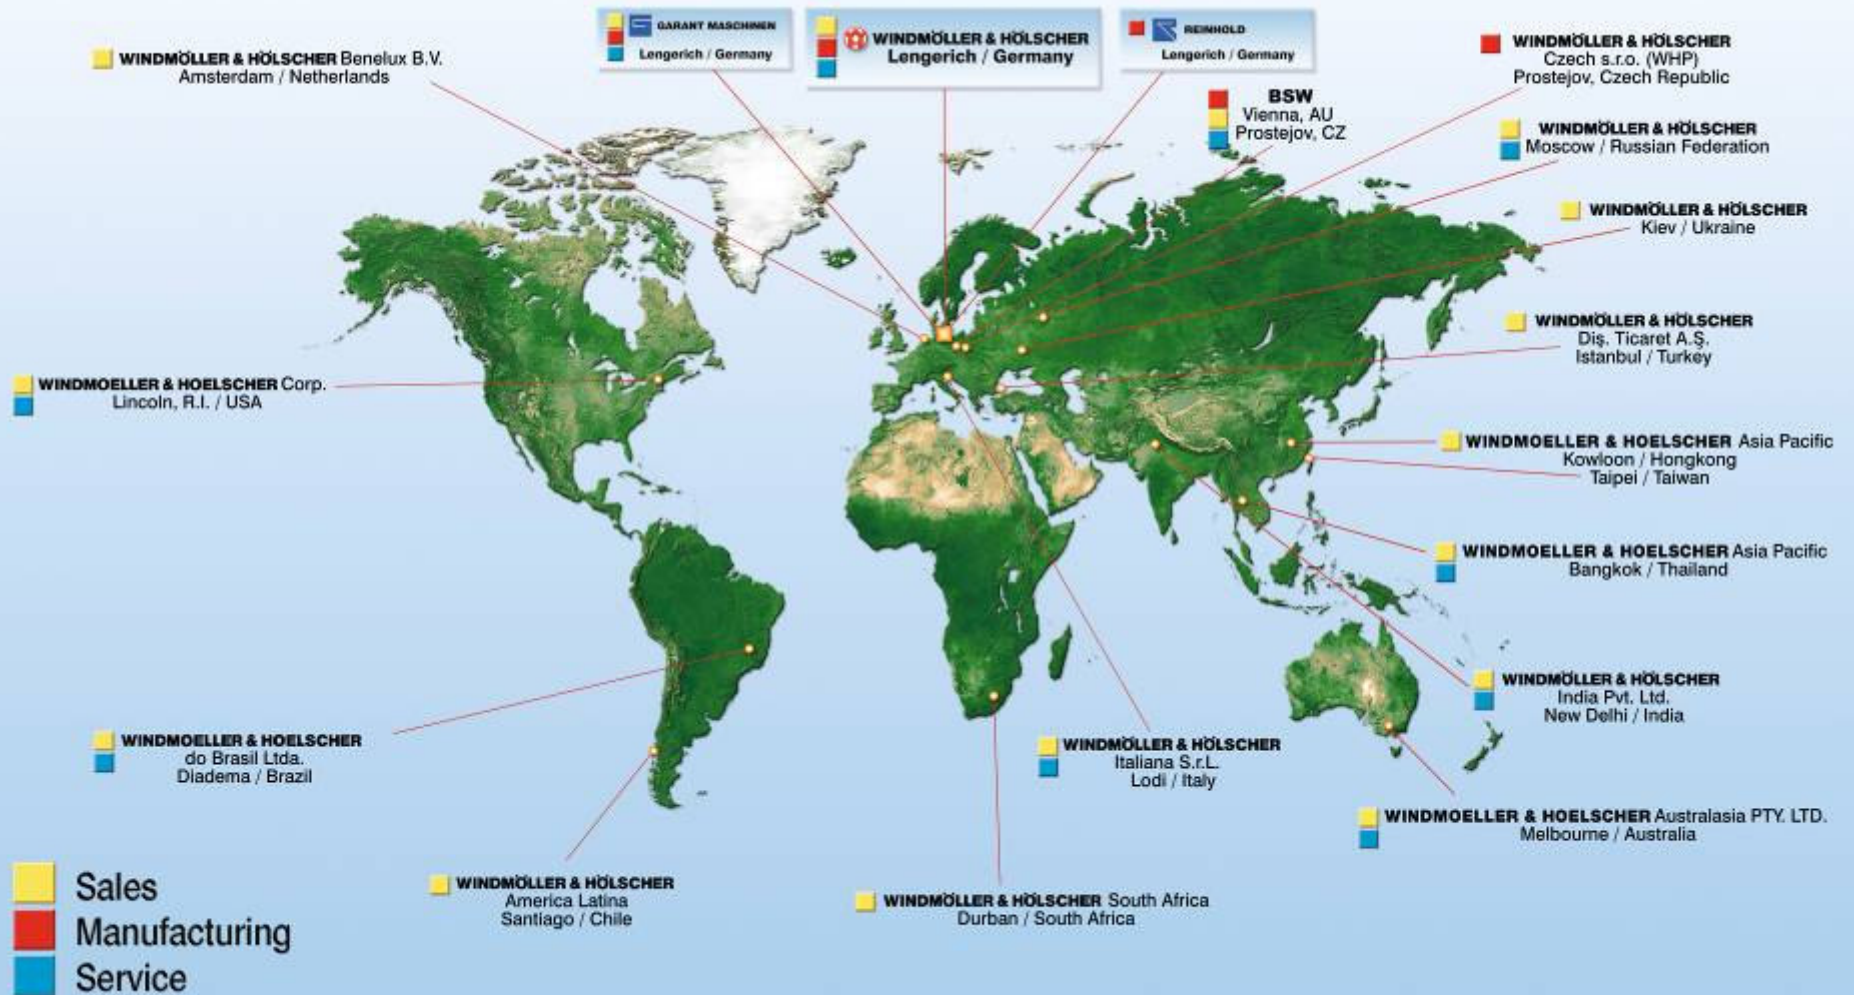 GARANT MASCHINEN
Lengerich / Germany
WINDMÖLLER & HÖLSCHER
Lengerich / Germany
REINHOLD
Lengerich / Germany
WINDMÖLLER & HÖLSCHER
Czech s.r.o. (WHP)
Prostejov, Czech Republic
WINDMÖLLER & HÖLSCHER Benelux B.V.
Amsterdam / Netherlands
BSW
Vienna, AU
Prostejov, CZ
WINDMÖLLER & HÖLSCHER
Moscow / Russian Federation
WINDMÖLLER & HÖLSCHER
Kiev / Ukraine
WINDMÖLLER & HÖLSCHER
Diş. Ticaret A.Ş.
Istanbul / Turkey
WINDMOELLER & HOELSCHER Corp.
Lincoln, R.I. / USA
WINDMOELLER & HOELSCHER Asia Pacific
Kowloon / Hongkong
Taipei / Taiwan
WINDMOELLER & HOELSCHER Asia Pacific
Bangkok / Thailand
WINDMÖLLER & HÖLSCHER
India Pvt. Ltd.
New Delhi / India
WINDMOELLER & HOELSCHER
do Brasil Ltda.
Diadema / Brazil
WINDMÖLLER & HÖLSCHER
Italiana S.r.L.
Lodi / Italy
WINDMOELLER & HOELSCHER Australasia PTY. LTD.
Melbourne / Australia
WINDMÖLLER & HÖLSCHER
America Latina
Santiago / Chile
WINDMÖLLER & HÖLSCHER South Africa
Durban / South Africa
Sales
Manufacturing
Service